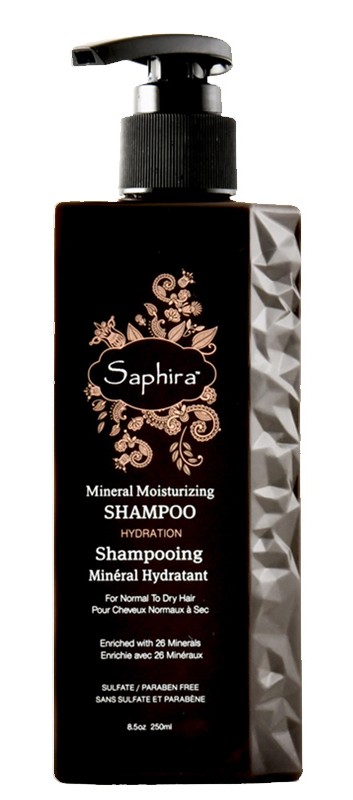 Saphira™
Mineral Moisturizing
SHAMPOO
HYDRATION
Shampooing
Minéral Hydratant
For Normal To Dry Hair
Pour Cheveux Normaux à Sec
Enriched with 26 Minerals
Enrichie avec 26 Minéraux
SULFATE / PARABEN FREE
SANS SULFATE ET PARABÈNE
8.5oz 250ml